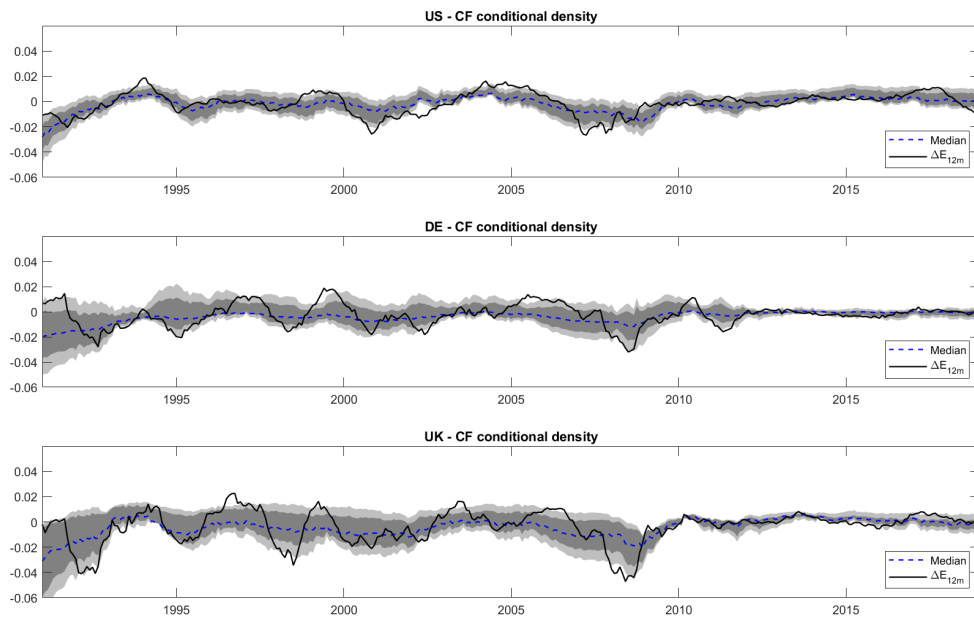 US - CF conditional density
0.04
0.02
0
-0.02
-0.04
-0.06
1995 2000 2005 2010 2015
Median
ΔE12m
DE - CF conditional density
0.04
0.02
0
-0.02
-0.04
-0.06
1995 2000 2005 2010 2015
Median
ΔE12m
UK - CF conditional density
0.04
0.02
0
-0.02
-0.04
-0.06
1995 2000 2005 2010 2015
Median
ΔE12m